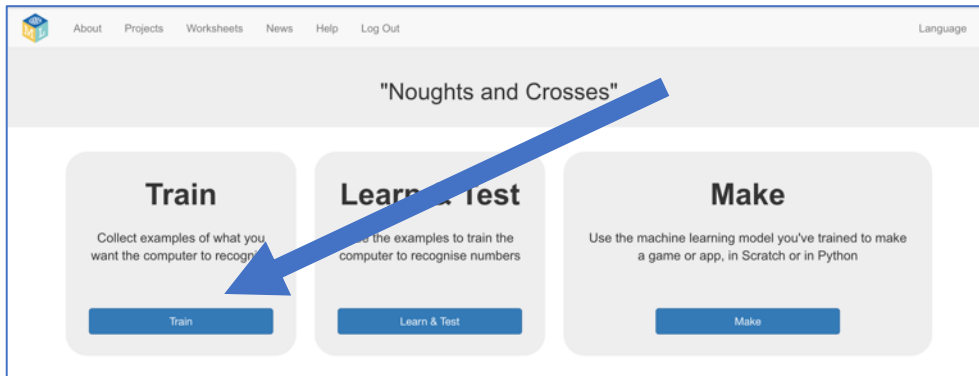 About Projects Worksheets News Help Log Out Language
"Noughts and Crosses"
Train
Collect examples of what you
want the computer to
Train
Learn & Test
the examples to train the
computer to recognise numbers
Learn & Test
Make
Use the machine learning model you've trained to make
a game or app, in Scratch or in Python
Make